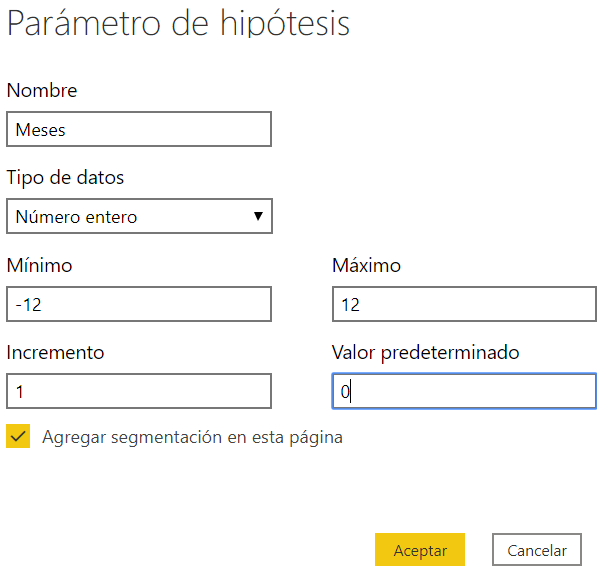 Parámetro de hipótesis
Nombre
Meses
Tipo de datos
Número entero
Mínimo
Máximo
-12
12
Incremento
Valor predeterminado
1
0
Agregar segmentación en esta página
Aceptar
Cancelar